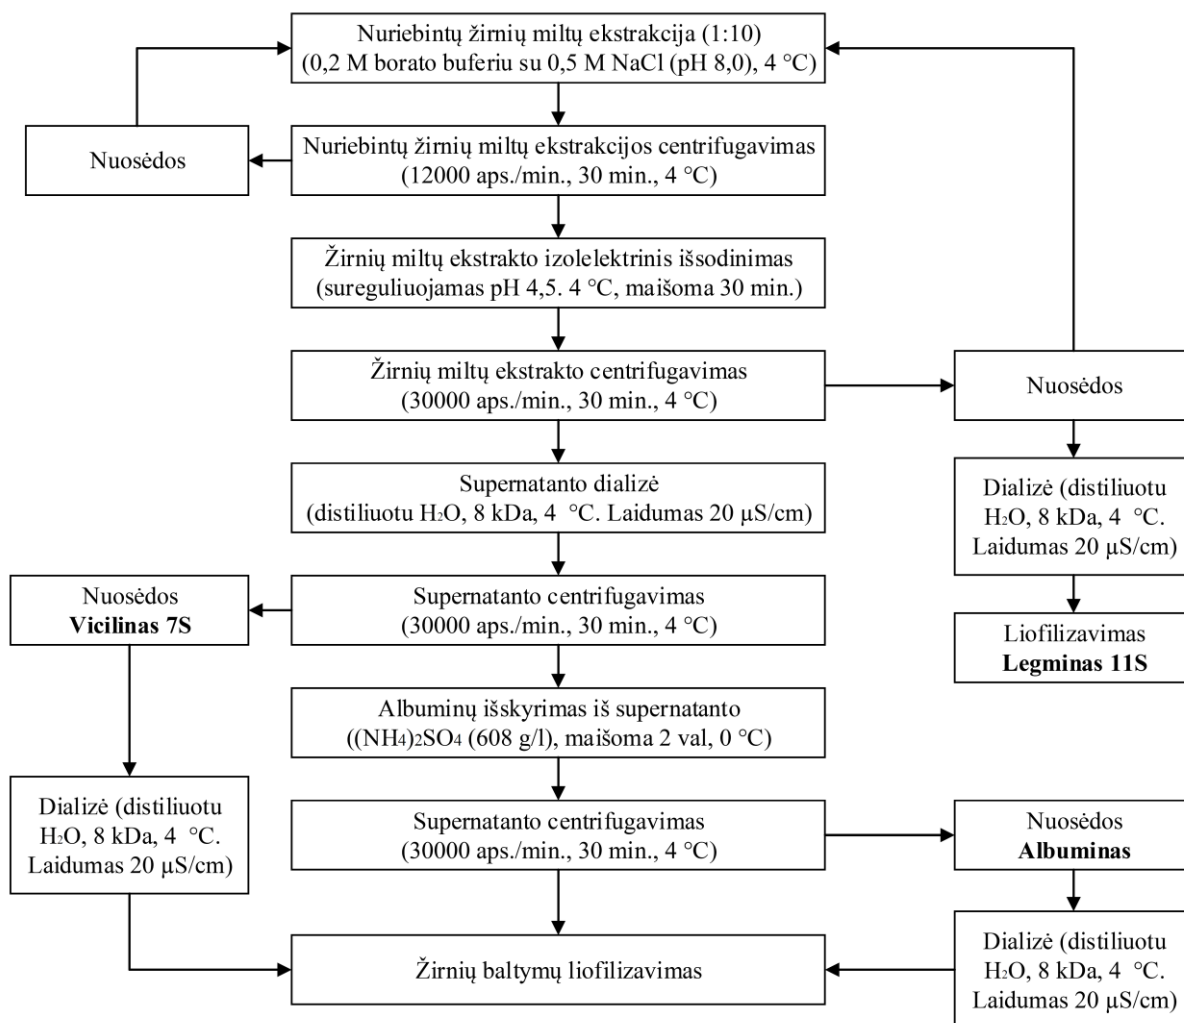 Nuriebintų žirnių miltų ekstrakcija (1:10)
(0,2 M borato buferiu su 0,5 M NaCl (pH 8,0), 4 °C)
Nuosėdos
Nuriebintų žirnių miltų ekstrakcijos centrifugavimas
(12000 aps./min., 30 min., 4 °C)
Žirnių miltų ekstrakto izolelektrinis išsodinimas
(sureguliuojamas pH 4,5. 4 °C, maišoma 30 min.)
Žirnių miltų ekstrakto centrifugavimas
(30000 aps./min., 30 min., 4 °C)
Nuosėdos
Supernatanto dializė
(distiliuotu H₂O, 8 kDa, 4 °C. Laidumas 20 µS/cm)
Dializė (distiliuotu
H₂O, 8 kDa, 4 °C.
Laidumas 20 µS/cm)
Nuosėdos
Vicilinas 7S
Supernatanto centrifugavimas
(30000 aps./min., 30 min., 4 °C)
Liofilizavimas
Legminas 11S
Albuminų išskyrimas iš supernatanto
((NH₄)₂SO₄ (608 g/l), maišoma 2 val, 0 °C)
Dializė (distiliuotu
H₂O, 8 kDa, 4 °C.
Laidumas 20 µS/cm)
Supernatanto centrifugavimas
(30000 aps./min., 30 min., 4 °C)
Nuosėdos
Albuminas
Žirnių baltymų liofilizavimas
Dializė (distiliuotu
H₂O, 8 kDa, 4 °C.
Laidumas 20 µS/cm)